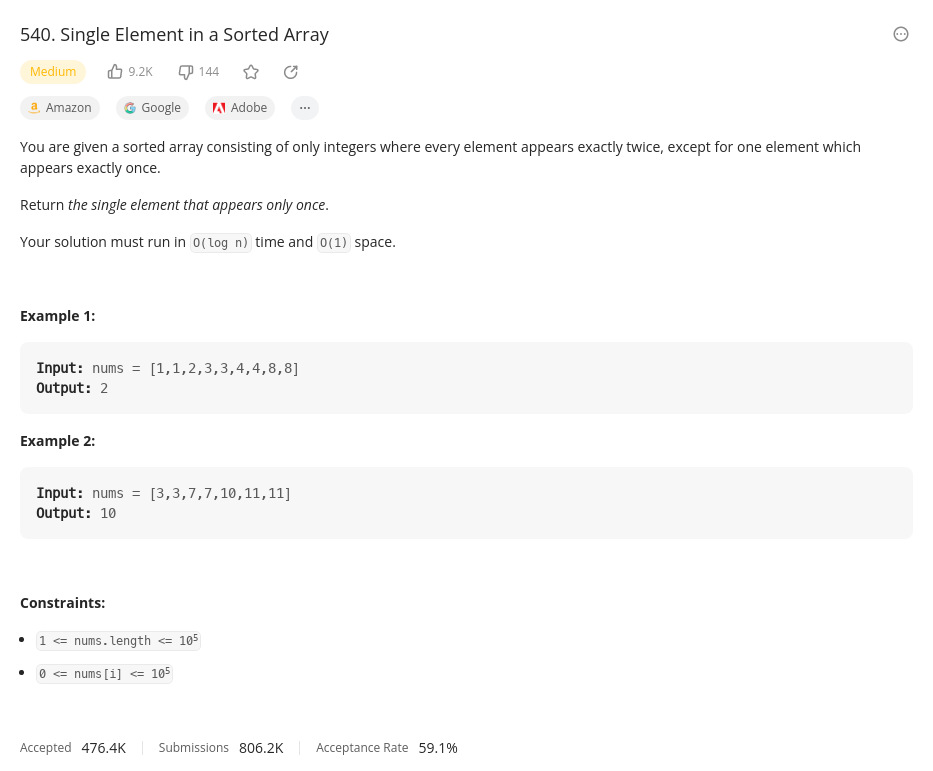 540. Single Element in a Sorted Array
Medium 9.2K 144
Amazon Google Adobe ...
You are given a sorted array consisting of only integers where every element appears exactly twice, except for one element which
appears exactly once.
Return the single element that appears only once.
Your solution must run in O(log n) time and O(1) space.
Example 1:
Input: nums = [1,1,2,3,3,4,4,8,8]
Output: 2
Example 2:
Input: nums = [3,3,7,7,10,11,11]
Output: 10
Constraints:
• 1 <= nums.length <= 10⁵
• 0 <= nums[i] <= 10⁵
Accepted 476.4K Submissions 806.2K Acceptance Rate 59.1%